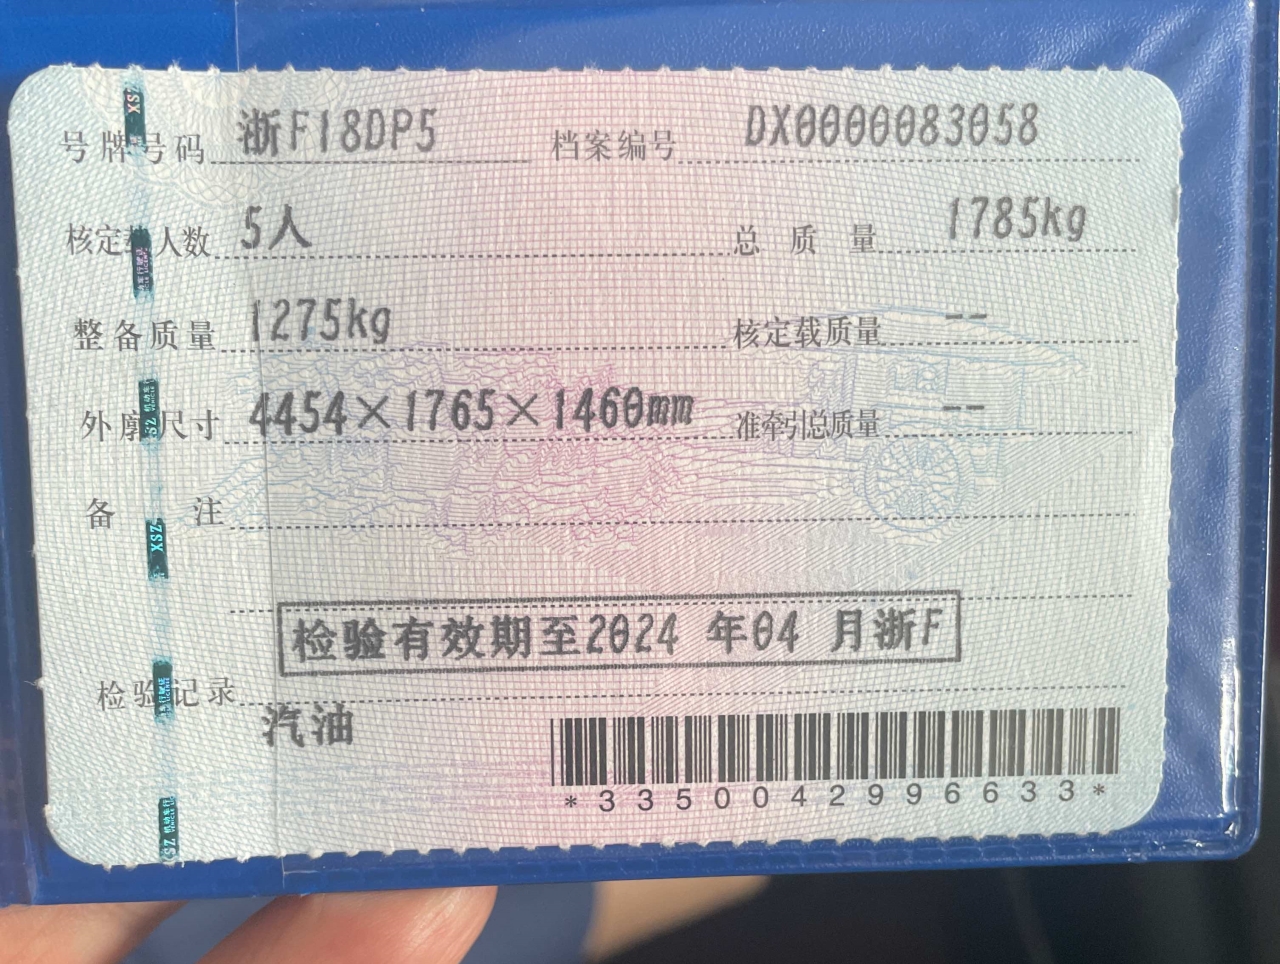 号牌号码 浙F18DP5 档案编号 DX0000083058
核定载人数 5人 总质量 1785kg
整备质量 1275kg 核定载质量 --
外廓尺寸 4454×1765×1460mm 准牵引总质量 --
备注
检验有效期至2024 年04 月浙F
检验记录
汽油
*3350042996633*